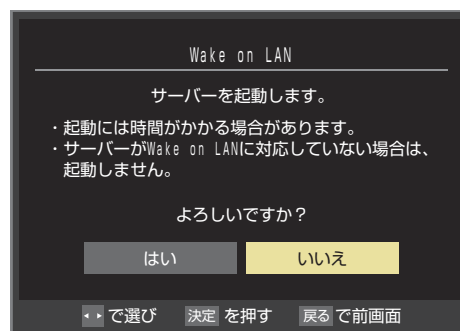 Wake on LAN
サーバーを起動します。
・起動には時間がかかる場合があります。
・サーバーがWake on LANに対応していない場合は、
起動しません。
よろしいですか？
はい いいえ
で選び 決定 を押す 戻る で前画面